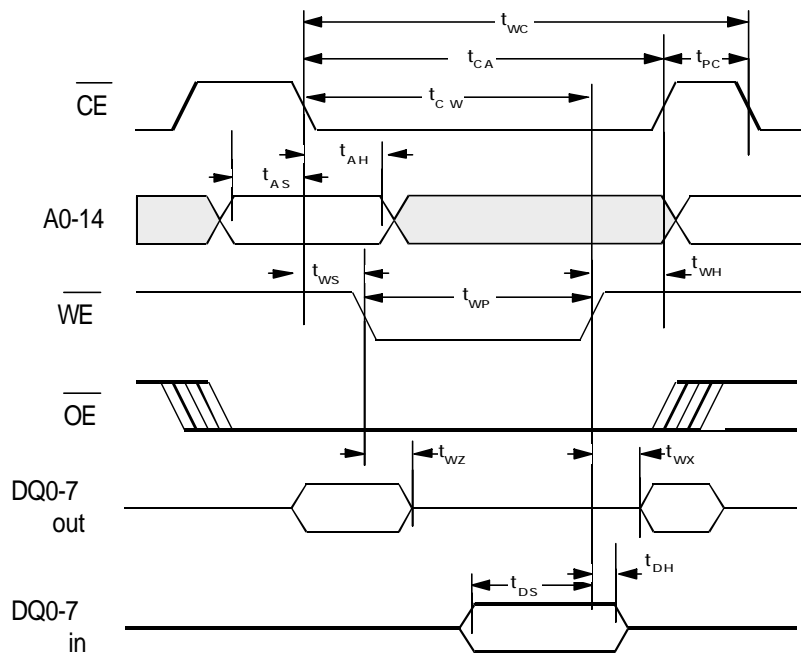 tWC
tCA
tPC
CE
tCW
tAH
tAS
A0-14
tWS
tWH
tWP
WE
OE
tWZ
tWX
DQ0-7
out
tDH
tDS
DQ0-7
in